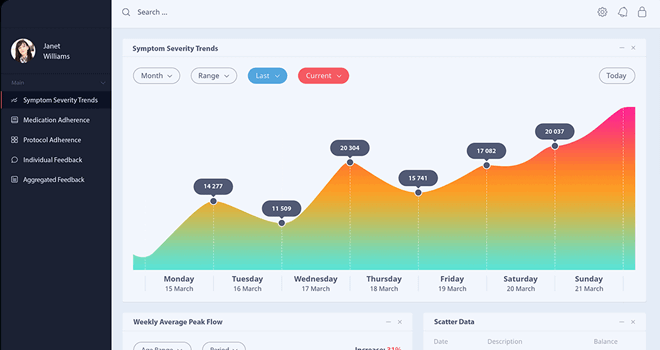 Search ...
Janet
Williams
Main
Symptom Severity Trends
Medication Adherence
Protocol Adherence
Individual Feedback
Aggregated Feedback
Symptom Severity Trends
Month
Range
Last
Current
Today
14 277
11 509
20 304
15 741
17 082
20 037
Monday
15 March
Tuesday
16 March
Wednesday
17 March
Thursday
18 March
Friday
19 March
Saturday
20 March
Sunday
21 March
Weekly Average Peak Flow
Age Range
Period
Increase: 31%
Scatter Data
Date Description Balance